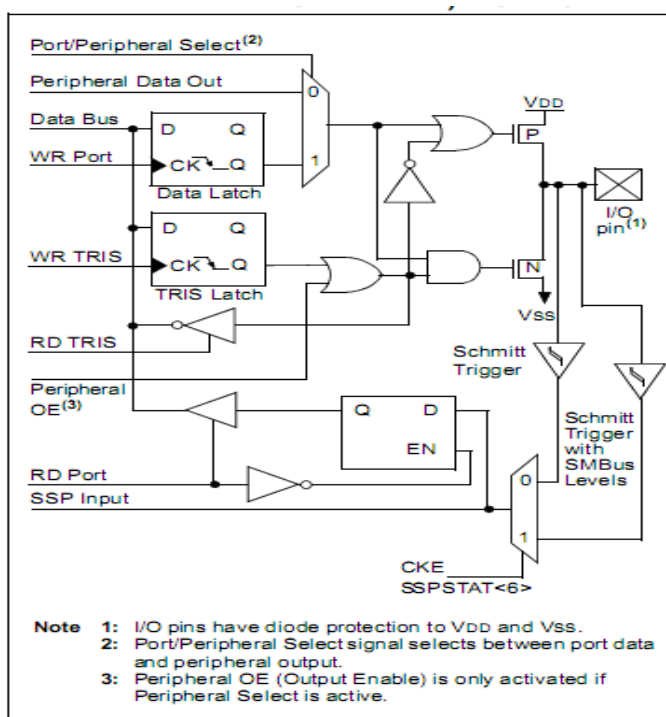 Port/Peripheral Select(2)
Peripheral Data Out
0
Data Bus
D Q
WR Port
CK Q
1
Data Latch
VDD
P
I/O
pin(1)
D Q
WR TRIS
CK Q
TRIS Latch
N
VSS
RD TRIS
Schmitt
Trigger
Peripheral
OE(3)
Q D
EN
Schmitt
Trigger
with
SMBus
Levels
RD Port
SSP Input
0
1
CKE
SSPSTAT<6>
Note 1: I/O pins have diode protection to VDD and VSS.
2: Port/Peripheral Select signal selects between port data
and peripheral output.
3: Peripheral OE (Output Enable) is only activated if
Peripheral Select is active.